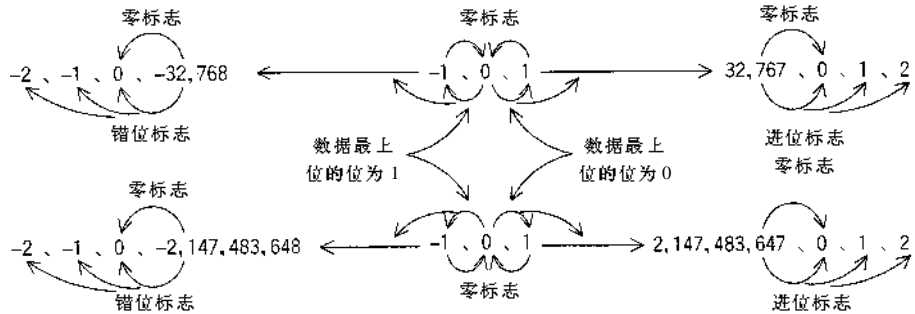 零标志
零标志
零标志
-2、-1、0、-32,768
-1、0、1
32,767、0、1、2
错位标志
进位标志
数据最上
位的位为1
数据最上
位的位为0
零标志
零标志
-2、-1、0、-2,147,483,648
-1、0、1
2,147,483,647、0、1、2
错位标志
零标志
进位标志